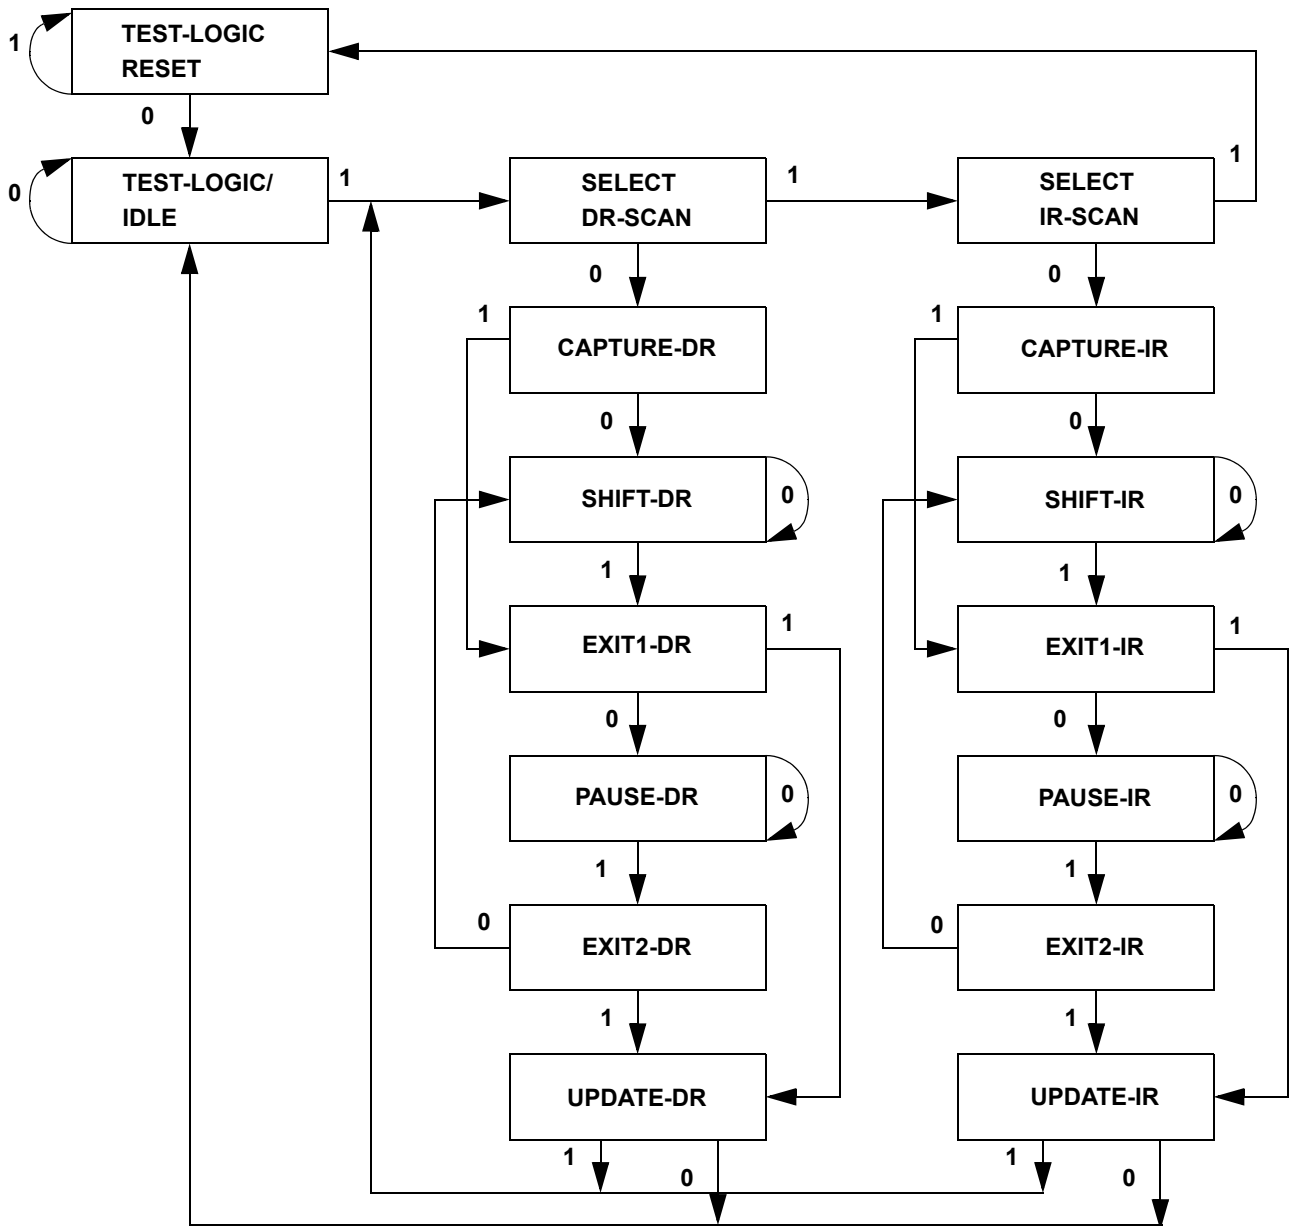 TEST-LOGIC
RESET
1
0
TEST-LOGIC/
IDLE
0
1
SELECT
DR-SCAN
1
SELECT
IR-SCAN
1
0
0
1
CAPTURE-DR
1
CAPTURE-IR
0
0
SHIFT-DR
0
SHIFT-IR
0
1
1
EXIT1-DR
1
EXIT1-IR
1
0
0
PAUSE-DR
0
PAUSE-IR
0
1
1
0
EXIT2-DR
0
EXIT2-IR
1
1
UPDATE-DR
UPDATE-IR
1
0
1
0